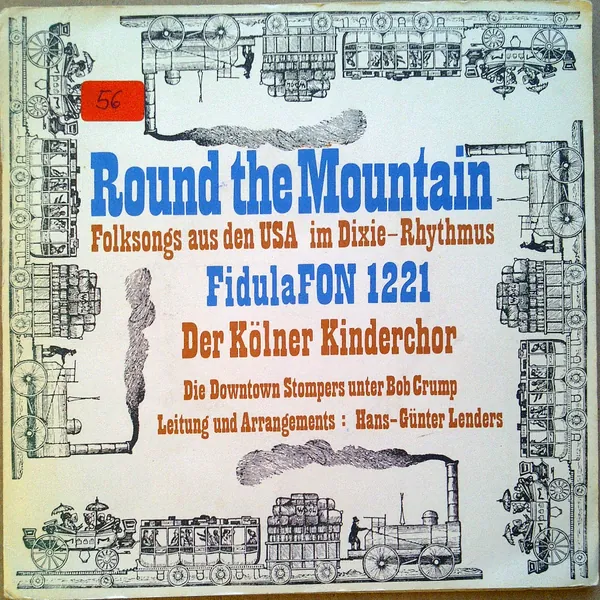 56
Round the Mountain
Folksongs aus den USA im Dixie-Rhythmus
FidulaFON 1221
Der Kölner Kinderchor
Die Downtown Stompers unter Bob Crump
Leitung und Arrangements : Hans-Günter Lenders